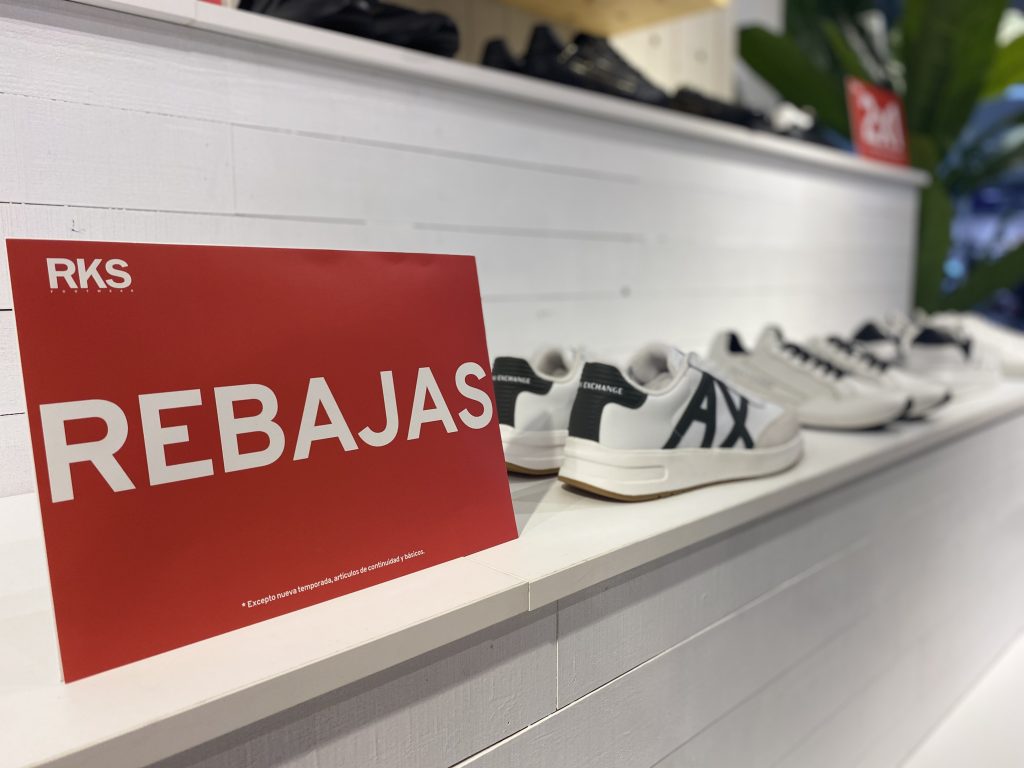 RKS
FOOTWEAR
REBAJAS
* Excepto nueva temporada, artículos de continuidad y básicos.
EXCHANGE
EXCHANGE
AX